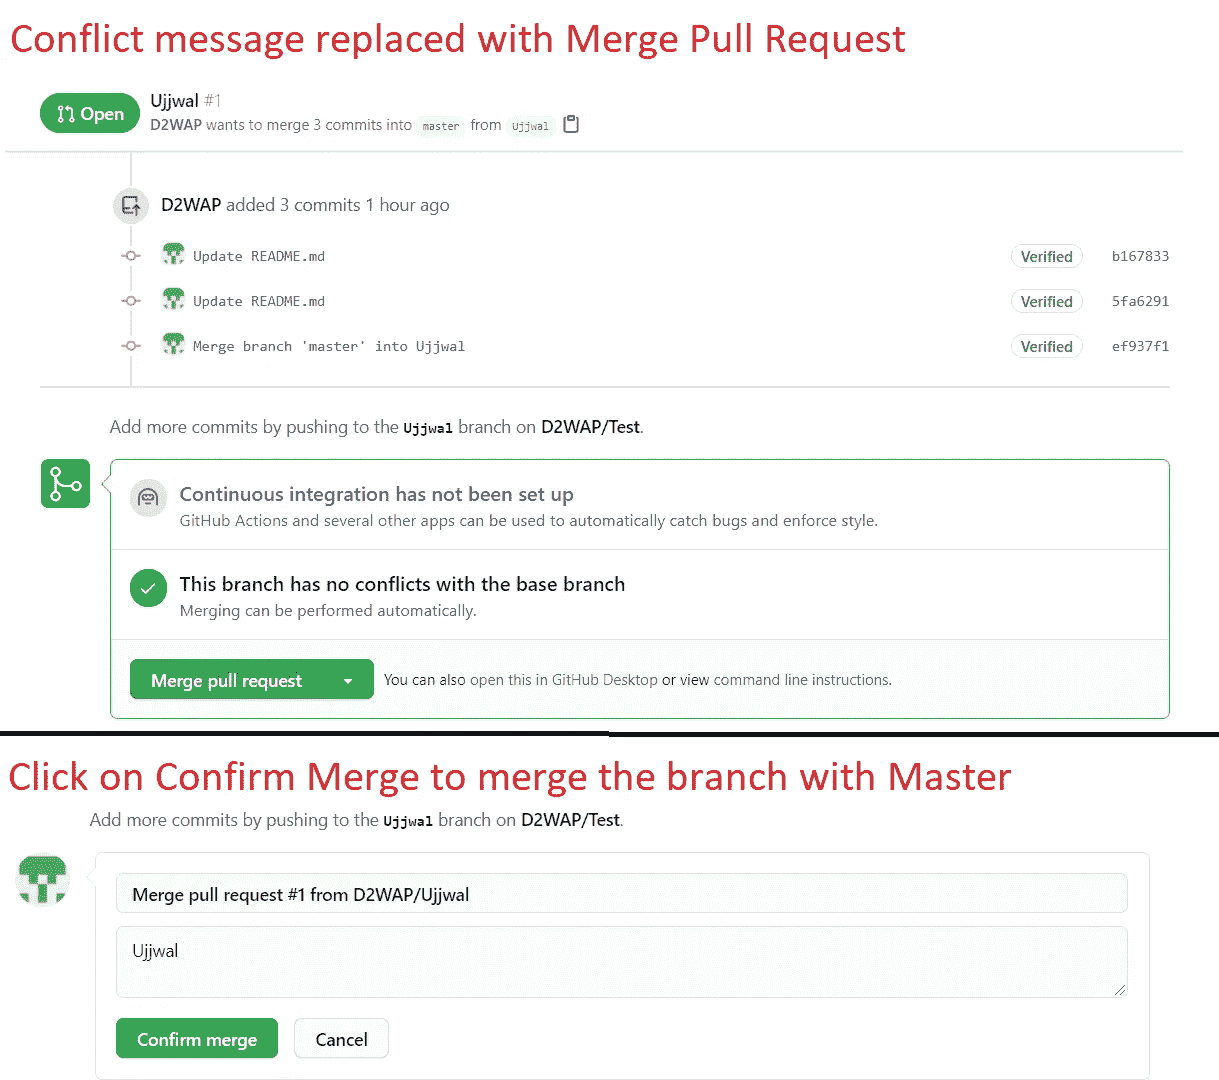 Conflict message replaced with Merge Pull Request
Open
Ujjwal #1
D2WAP wants to merge 3 commits into master from Ujjwal
D2WAP added 3 commits 1 hour ago
Update README.md Verified b167833
Update README.md Verified 5fa6291
Merge branch 'master' into Ujjwal Verified ef937f1
Add more commits by pushing to the Ujjwal branch on D2WAP/Test.
Continuous integration has not been set up
GitHub Actions and several other apps can be used to automatically catch bugs and enforce style.
This branch has no conflicts with the base branch
Merging can be performed automatically.
Merge pull request You can also open this in GitHub Desktop or view command line instructions.
Click on Confirm Merge to merge the branch with Master
Add more commits by pushing to the Ujjwal branch on D2WAP/Test.
Merge pull request #1 from D2WAP/Ujjwal
Ujjwal
Confirm merge Cancel